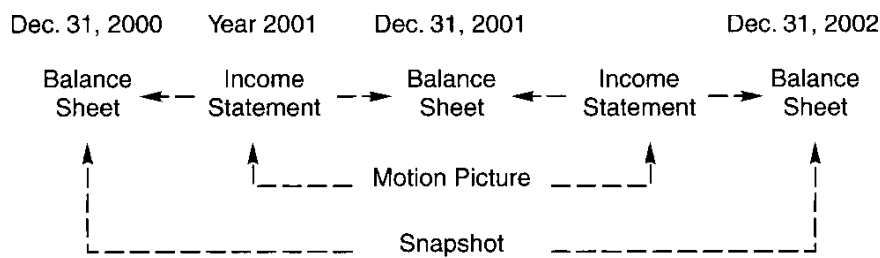 Dec. 31, 2000 Year 2001 Dec. 31, 2001 Dec. 31, 2002
Balance Income Balance Income Balance
Sheet Statement Sheet Statement Sheet
Motion Picture
Snapshot